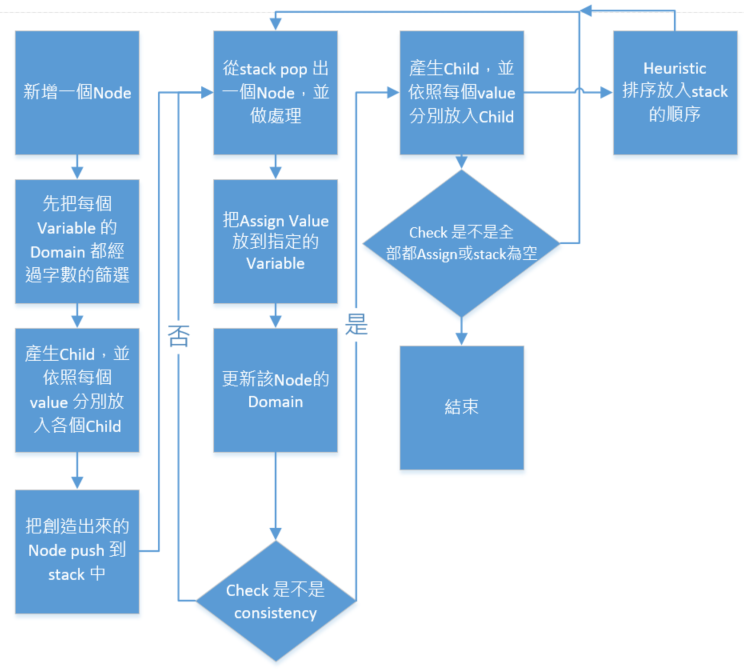 新增一個Node
先把每個
Variable 的
Domain 都經
過字數的篩選
產生Child,並
依照每個
value 分別放
入各個Child
把創造出來的
Node push 到
stack 中
否
從stack pop 出
一個Node,並
做處理
把Assign Value
放到指定的
Variable
更新該Node的
Domain
Check 是不是
consistency
是
產生Child,並
依照每個value
分別放入Child
Check 是不是全
部都Assign或stack為空
結束
Heuristic
排序放入stack
的順序